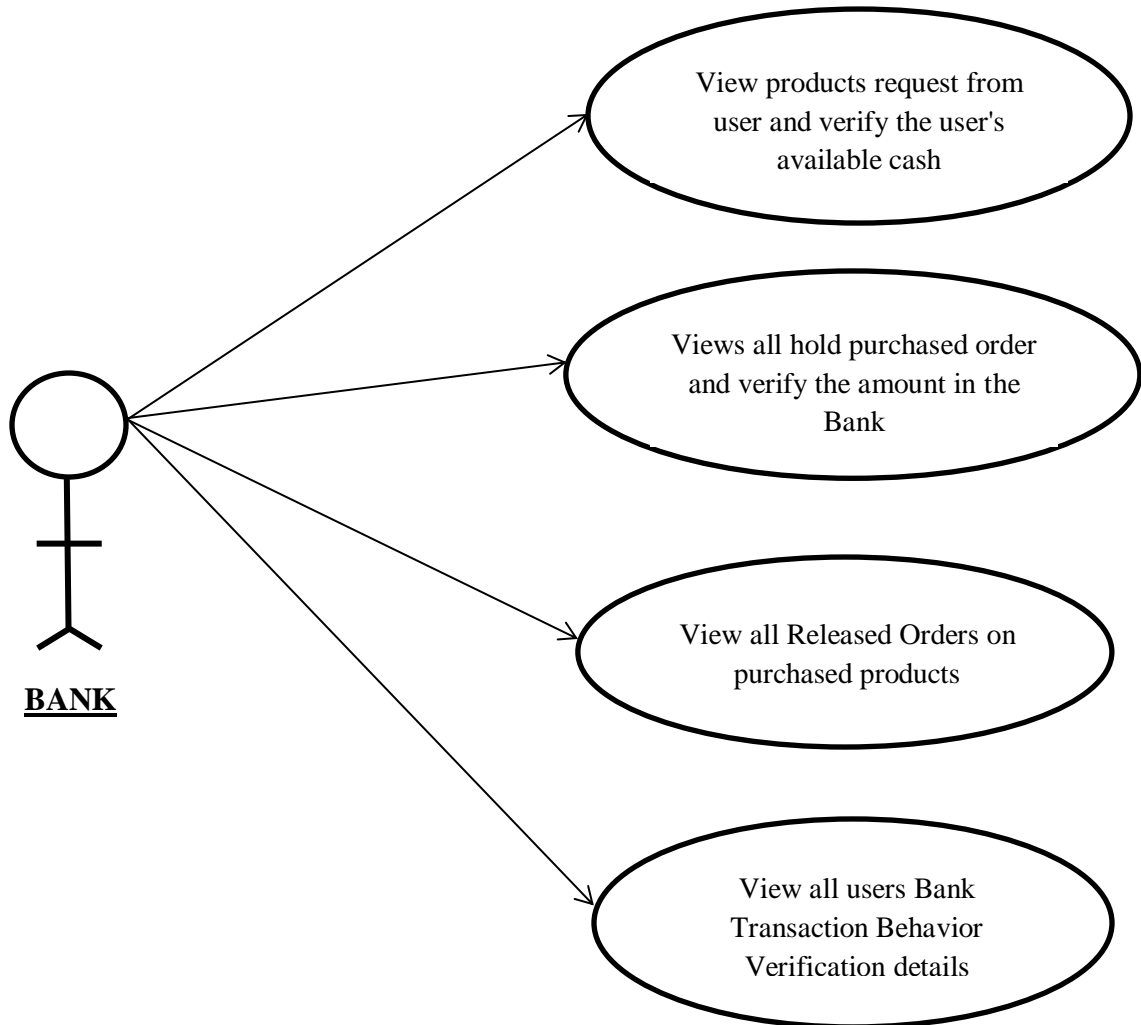 View products request from
user and verify the user's
available cash
Views all hold purchased order
and verify the amount in the
Bank
View all Released Orders on
purchased products
BANK
View all users Bank
Transaction Behavior
Verification details